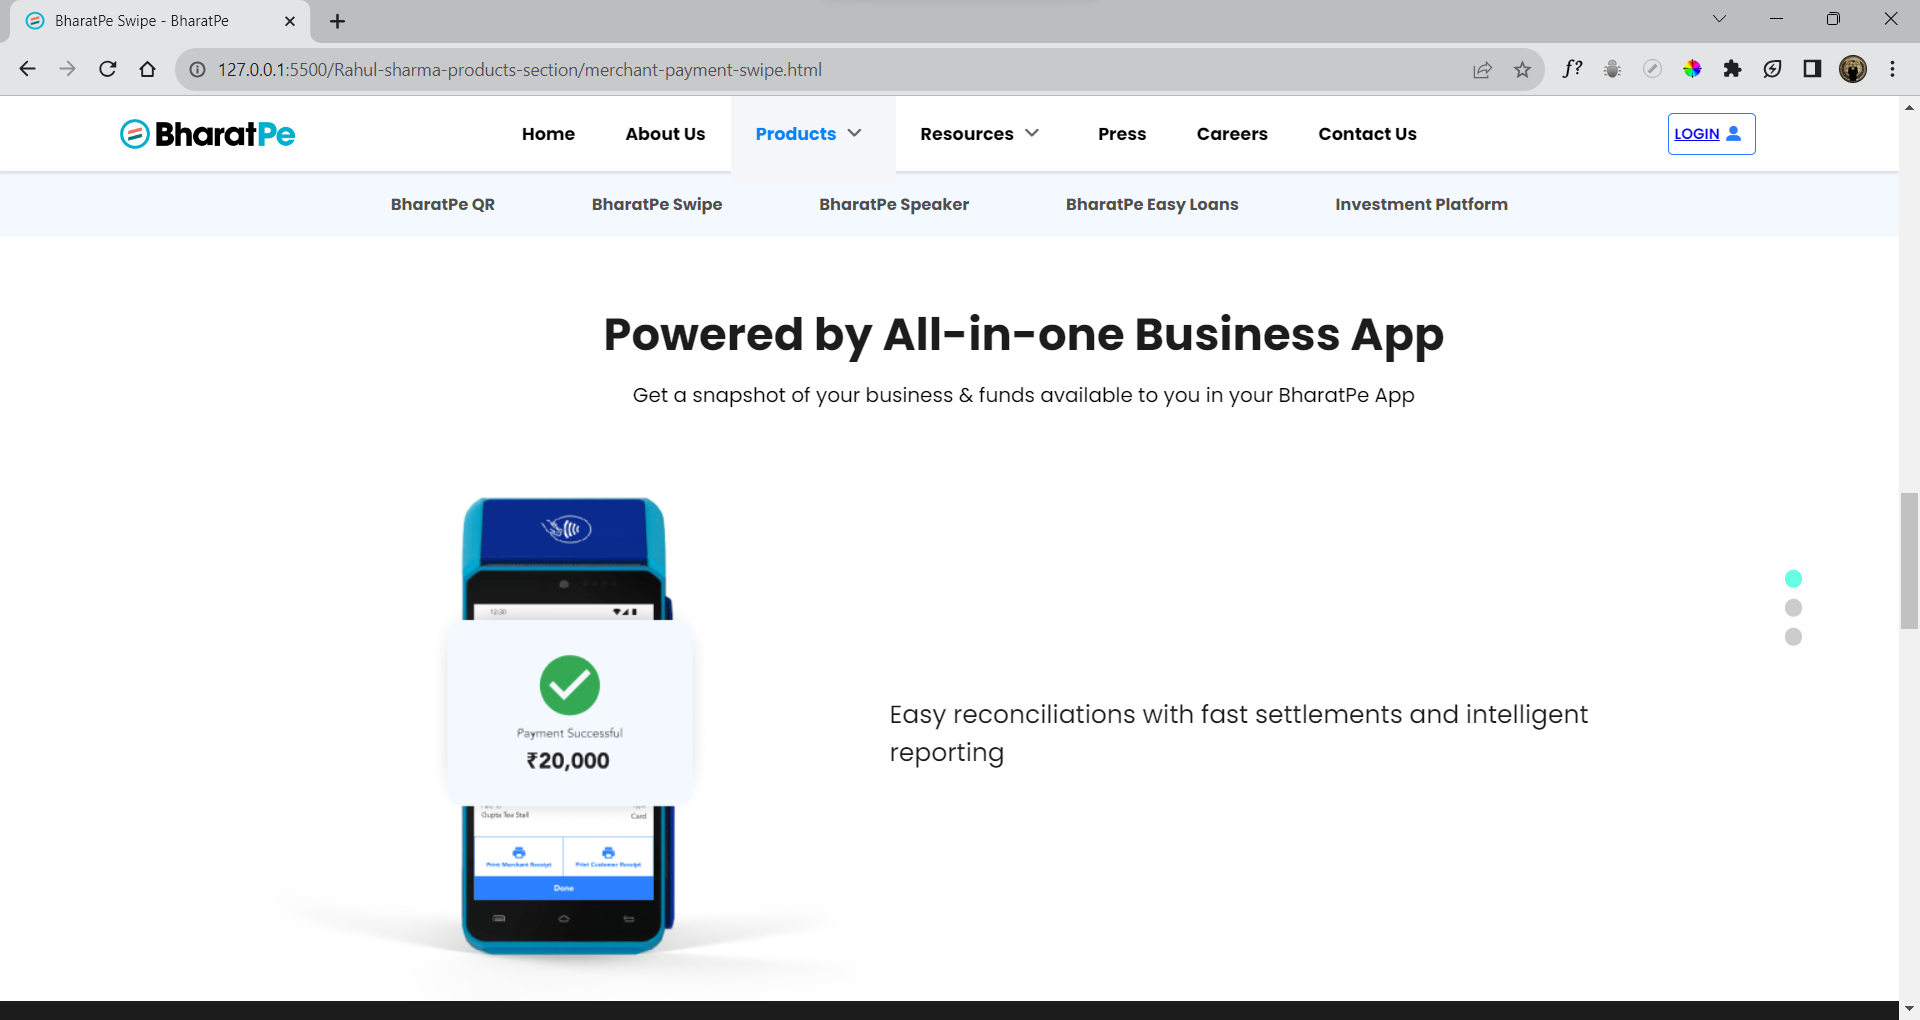 BharatPe Swipe - BharatPe
127.0.0.1:5500/Rahul-sharma-products-section/merchant-payment-swipe.html
f?
BharatPe
Home About Us Products Resources Press Careers Contact Us
LOGIN
BharatPe QR BharatPe Swipe BharatPe Speaker BharatPe Easy Loans Investment Platform
Powered by All-in-one Business App
Get a snapshot of your business & funds available to you in your BharatPe App
12:30
Payment Successful
₹20,000
Gupta Tea Stall Card
Print Merchant Receipt Print Customer Receipt
Done
Easy reconciliations with fast settlements and intelligent
reporting